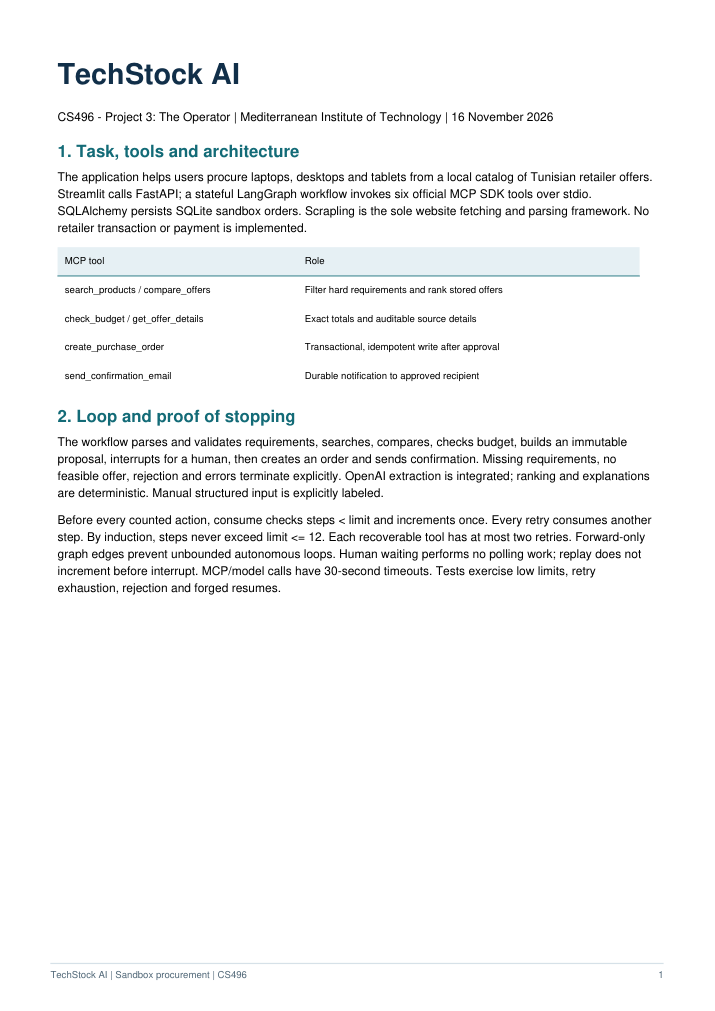 TechStock AI
CS496 - Project 3: The Operator | Mediterranean Institute of Technology | 16 November 2026
1. Task, tools and architecture
The application helps users procure laptops, desktops and tablets from a local catalog of Tunisian retailer offers.
Streamlit calls FastAPI; a stateful LangGraph workflow invokes six official MCP SDK tools over stdio.
SQLAlchemy persists SQLite sandbox orders. Scrapling is the sole website fetching and parsing framework. No
retailer transaction or payment is implemented.
MCP tool Role
search_products / compare_offers Filter hard requirements and rank stored offers
check_budget / get_offer_details Exact totals and auditable source details
create_purchase_order Transactional, idempotent write after approval
send_confirmation_email Durable notification to approved recipient
2. Loop and proof of stopping
The workflow parses and validates requirements, searches, compares, checks budget, builds an immutable
proposal, interrupts for a human, then creates an order and sends confirmation. Missing requirements, no
feasible offer, rejection and errors terminate explicitly. OpenAI extraction is integrated; ranking and explanations
are deterministic. Manual structured input is explicitly labeled.
Before every counted action, consume checks steps < limit and increments once. Every retry consumes another
step. By induction, steps never exceed limit <= 12. Each recoverable tool has at most two retries. Forward-only
graph edges prevent unbounded autonomous loops. Human waiting performs no polling work; replay does not
increment before interrupt. MCP/model calls have 30-second timeouts. Tests exercise low limits, retry
exhaustion, rejection and forged resumes.
TechStock AI | Sandbox procurement | CS496 1